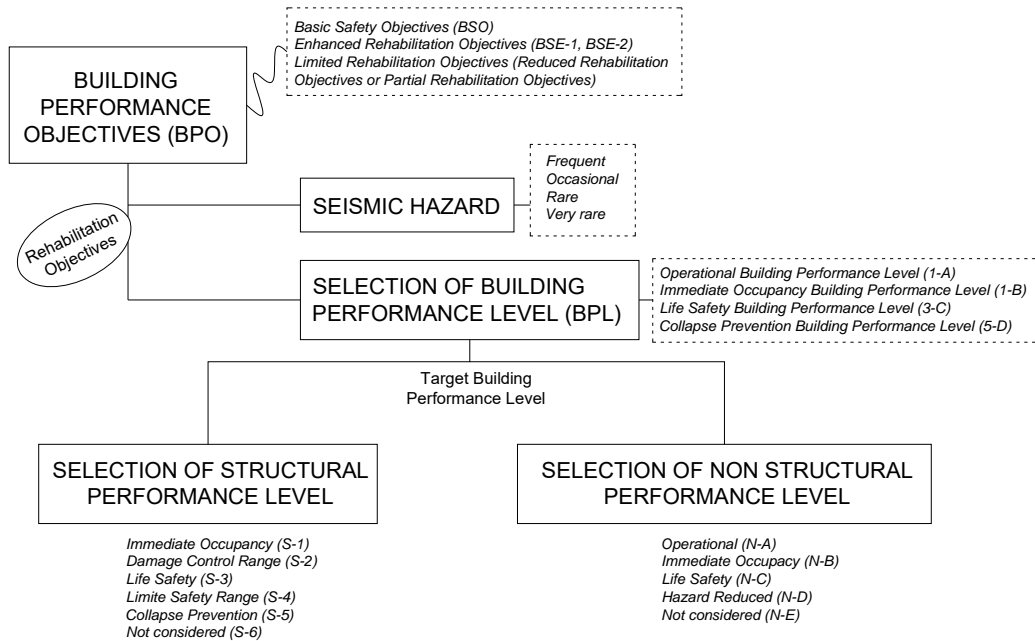 Basic Safety Objectives (BSO)
Enhanced Rehabilitation Objectives (BSE-1, BSE-2)
Limited Rehabilitation Objectives (Reduced Rehabilitation
Objectives or Partial Rehabilitation Objectives)
BUILDING
PERFORMANCE
OBJECTIVES (BPO)
Rehabilitation
Objectives
SEISMIC HAZARD
Frequent
Occasional
Rare
Very rare
SELECTION OF BUILDING
PERFORMANCE LEVEL (BPL)
Operational Building Performance Level (1-A)
Immediate Occupancy Building Performance Level (1-B)
Life Safety Building Performance Level (3-C)
Collapse Prevention Building Performance Level (5-D)
Target Building
Performance Level
SELECTION OF STRUCTURAL
PERFORMANCE LEVEL
Immediate Occupancy (S-1)
Damage Control Range (S-2)
Life Safety (S-3)
Limite Safety Range (S-4)
Collapse Prevention (S-5)
Not considered (S-6)
SELECTION OF NON STRUCTURAL
PERFORMANCE LEVEL
Operational (N-A)
Immediate Occupacy (N-B)
Life Safety (N-C)
Hazard Reduced (N-D)
Not considered (N-E)